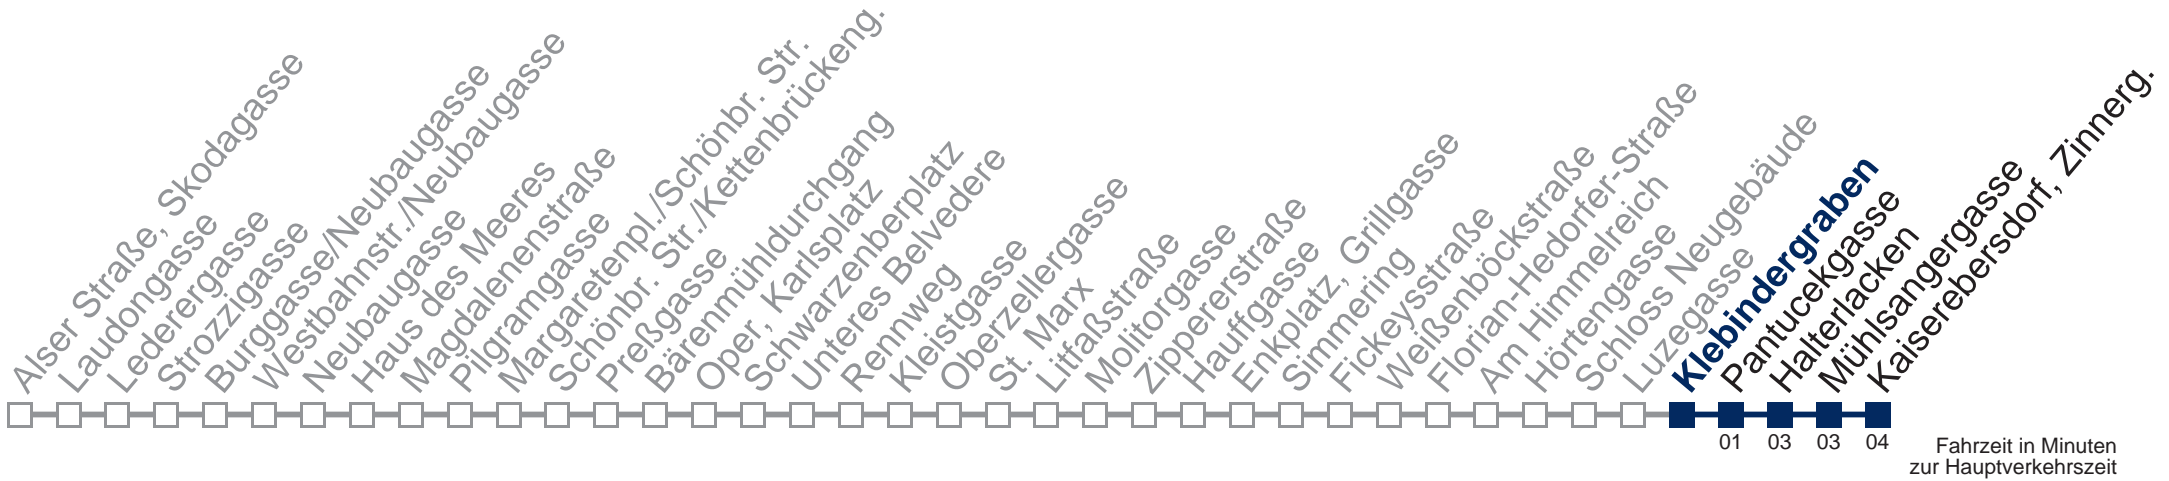 Alser Straße, Skodagasse
Laudongasse
Lederergasse
Strozzigasse
Burggasse/Neubaugasse
Westbahnstr./Neubaugasse
Neubaugasse
Haus des Meeres
Magdalenenstraße
Pilgramgasse
Margaretenpl./Schönbr. Str.
Schönbr. Str./Kettenbrückeng.
Preßgasse
Bärenmühldurchgang
Oper, Karlsplatz
Schwarzenbergplatz
Unteres Belvedere
Rennweg
Kleistgasse
Oberzellergasse
St. Marx
Litfaßstraße
Molitorgasse
Zippererstraße
Hauffgasse
Enkplatz, Grillgasse
Simmering
Fickeysstraße
Weißenböckstraße
Florian-Hedorfer-Straße
Am Himmelreich
Hörtengasse
Schloss Neugebäude
Luzegasse
Klebindergraben
Pantucekgasse
Halterlacken
Mühlsangergasse
Kaiserebersdorf, Zinnerg.
01 03 03 04
Fahrzeit in Minuten
zur Hauptverkehrszeit